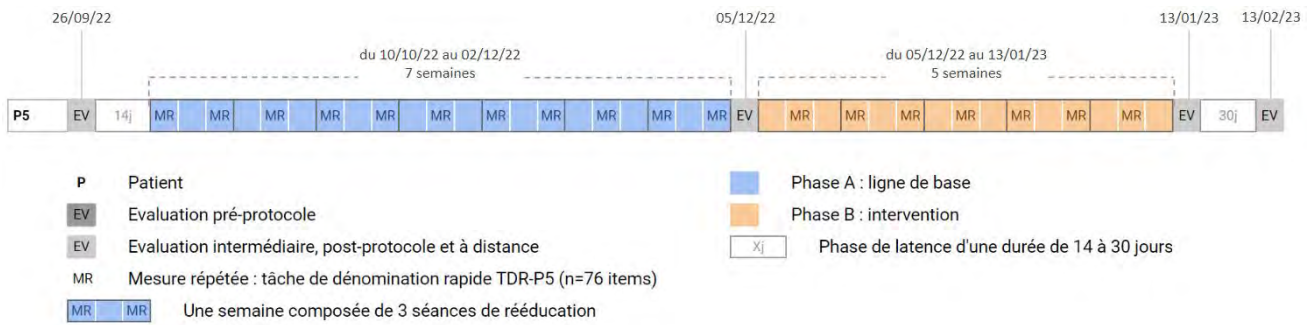 26/09/22 05/12/22 13/01/23 13/02/23
du 10/10/22 au 02/12/22 du 05/12/22 au 13/01/23
7 semaines 5 semaines
P5 EV 14j MR MR MR MR MR MR MR MR MR MR MR EV MR MR MR MR MR MR MR EV 30j EV
P Patient
EV Evaluation pré-protocole
EV Evaluation intermédiaire, post-protocole et à distance
MR Mesure répétée : tâche de dénomination rapide TDR-P5 (n=76 items)
MR MR Une semaine composée de 3 séances de rééducation
Phase A : ligne de base
Phase B : intervention
Xj Phase de latence d'une durée de 14 à 30 jours